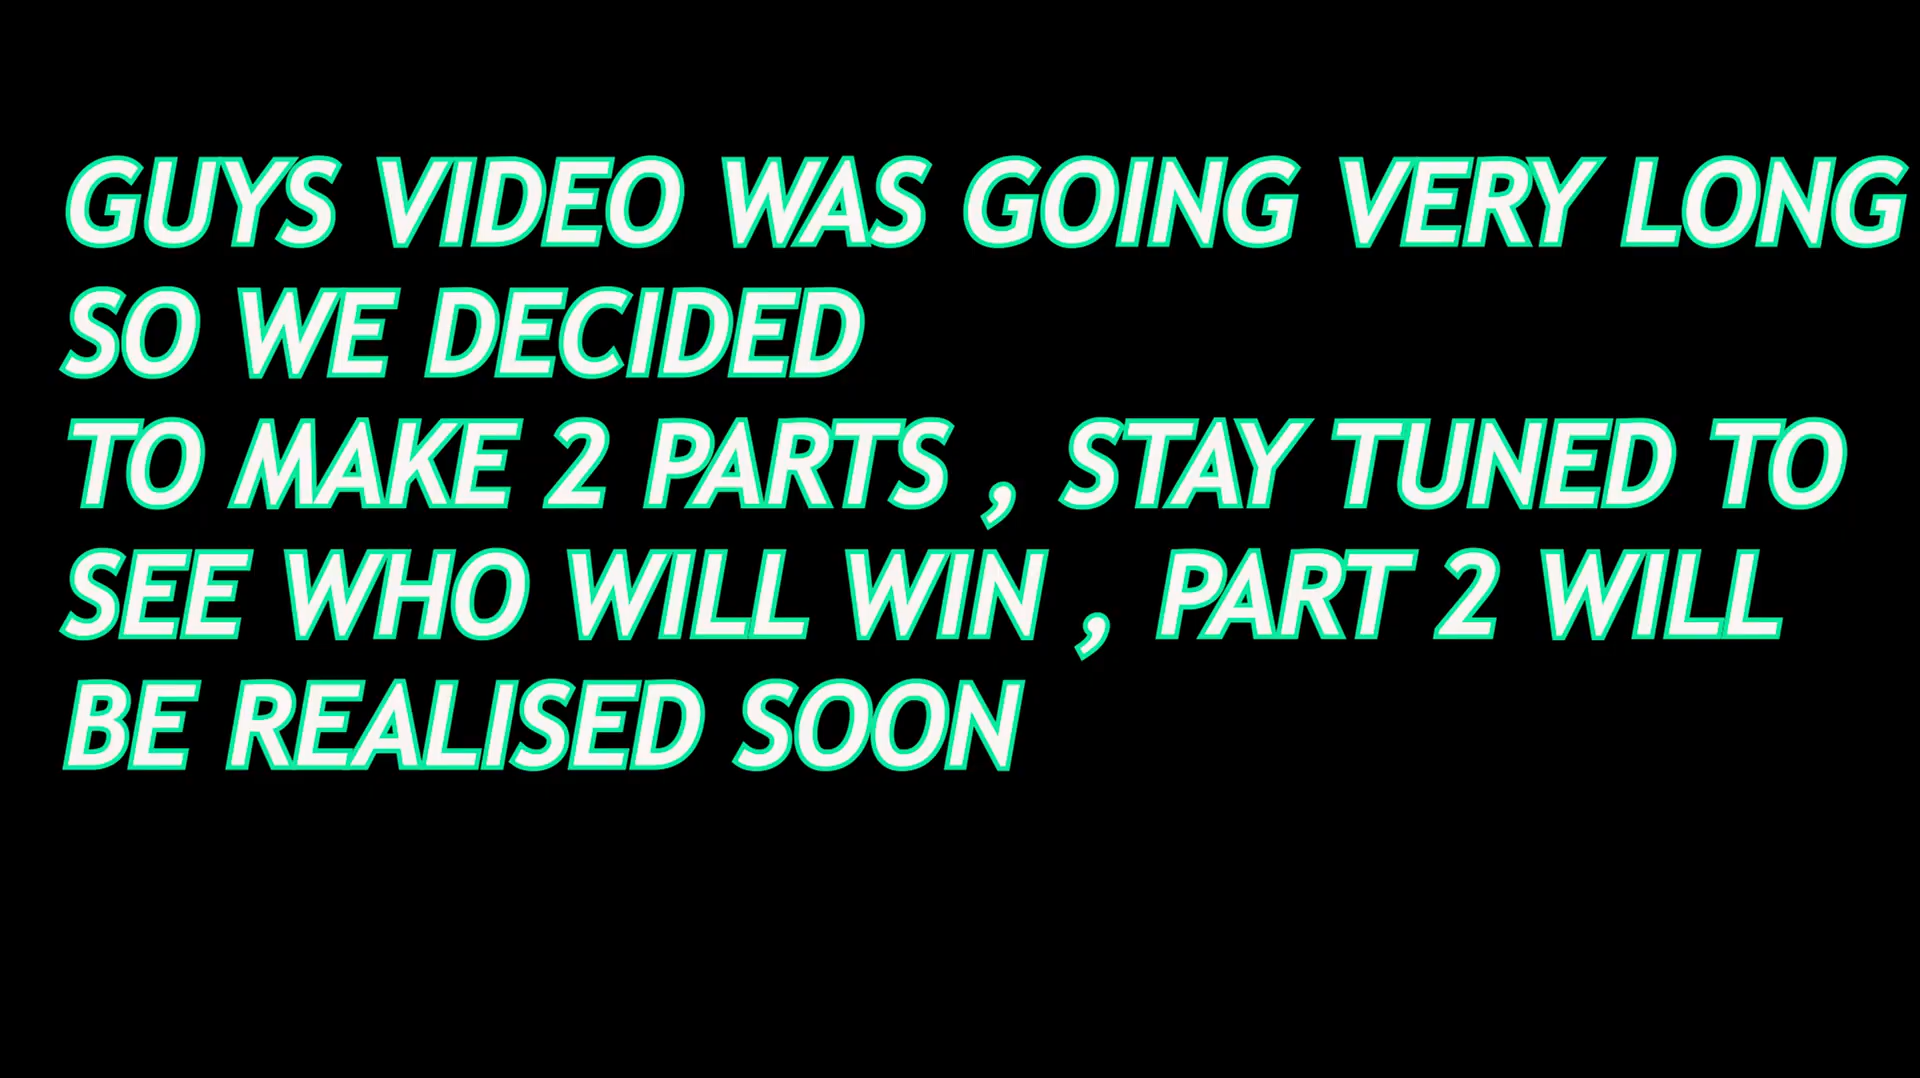 GUYS VIDEO WAS GOING VERY LONG
SO WE DECIDED
TO MAKE 2 PARTS , STAY TUNED TO
SEE WHO WILL WIN , PART 2 WILL
BE REALISED SOON